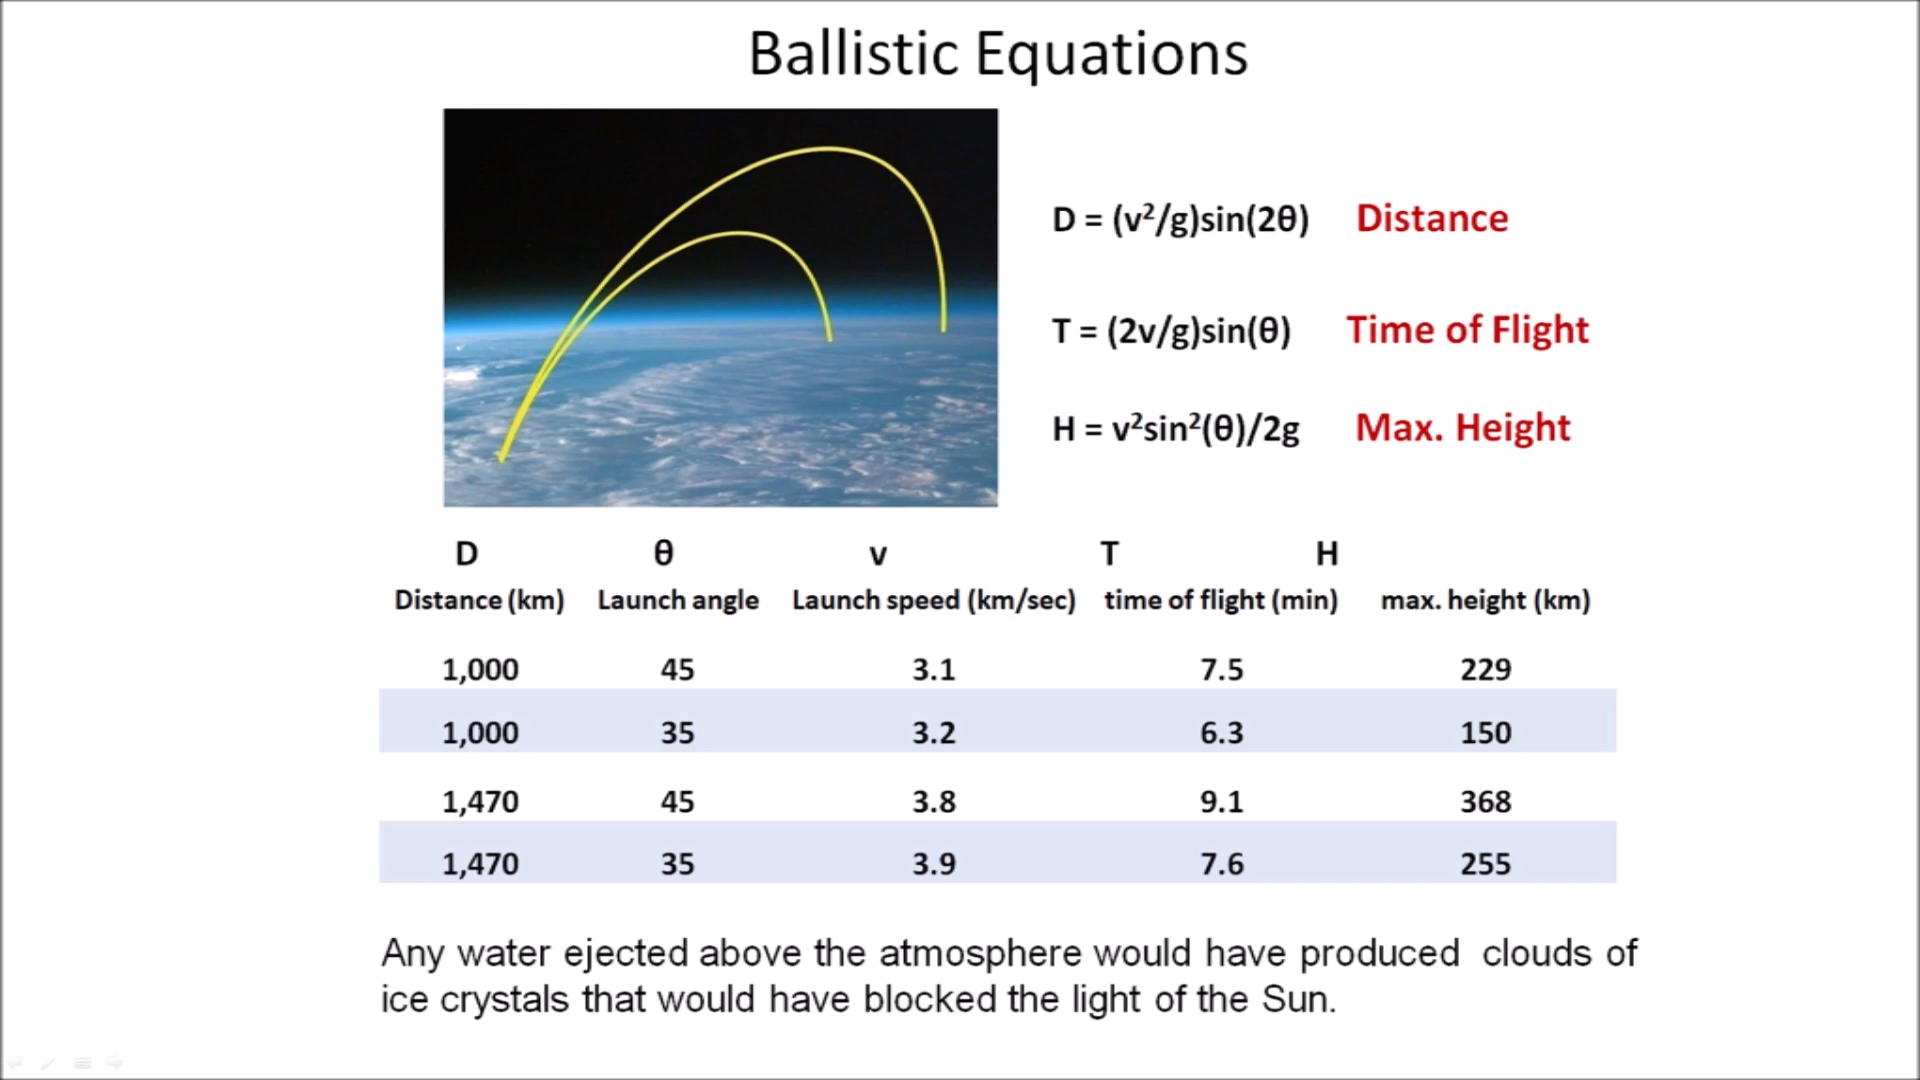 Ballistic Equations
D = (v²/g)sin(2θ) Distance
T = (2v/g)sin(θ) Time of Flight
H = v²sin²(θ)/2g Max. Height
D θ v T H
Distance (km) Launch angle Launch speed (km/sec) time of flight (min) max. height (km)
1,000 45 3.1 7.5 229
1,000 35 3.2 6.3 150
1,470 45 3.8 9.1 368
1,470 35 3.9 7.6 255
Any water ejected above the atmosphere would have produced clouds of
ice crystals that would have blocked the light of the Sun.